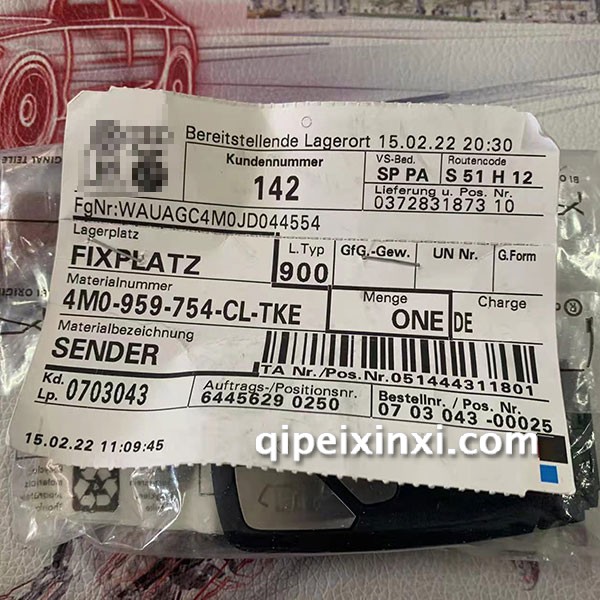 Bereitstellende Lagerort 15.02.22 20:30
Kundennummer
142
VS-Bed.
SP PA
Routencode
S 51 H 12
Lieferung u. Pos. Nr.
0372831873 10
FgNr:WAUAGC4M0JD044554
Lagerplatz
FIXPLATZ
L.Typ
900
GfG.-Gew.
UN Nr.
G.Form
Materialnummer
4M0-959-754-CL-TKE
Menge
ONE
Charge
DE
Materialbezeichnung
SENDER
TA Nr./Pos.Nr.051444311801
Kd. Lp. 0703043
Auftrags-/Positionsnr.
64455629 0250
Bestellnr. / Pos. Nr.
07 03 043 -00025
15.02.22 11:09:45
qipeixinxi.com
GINAL TEILE